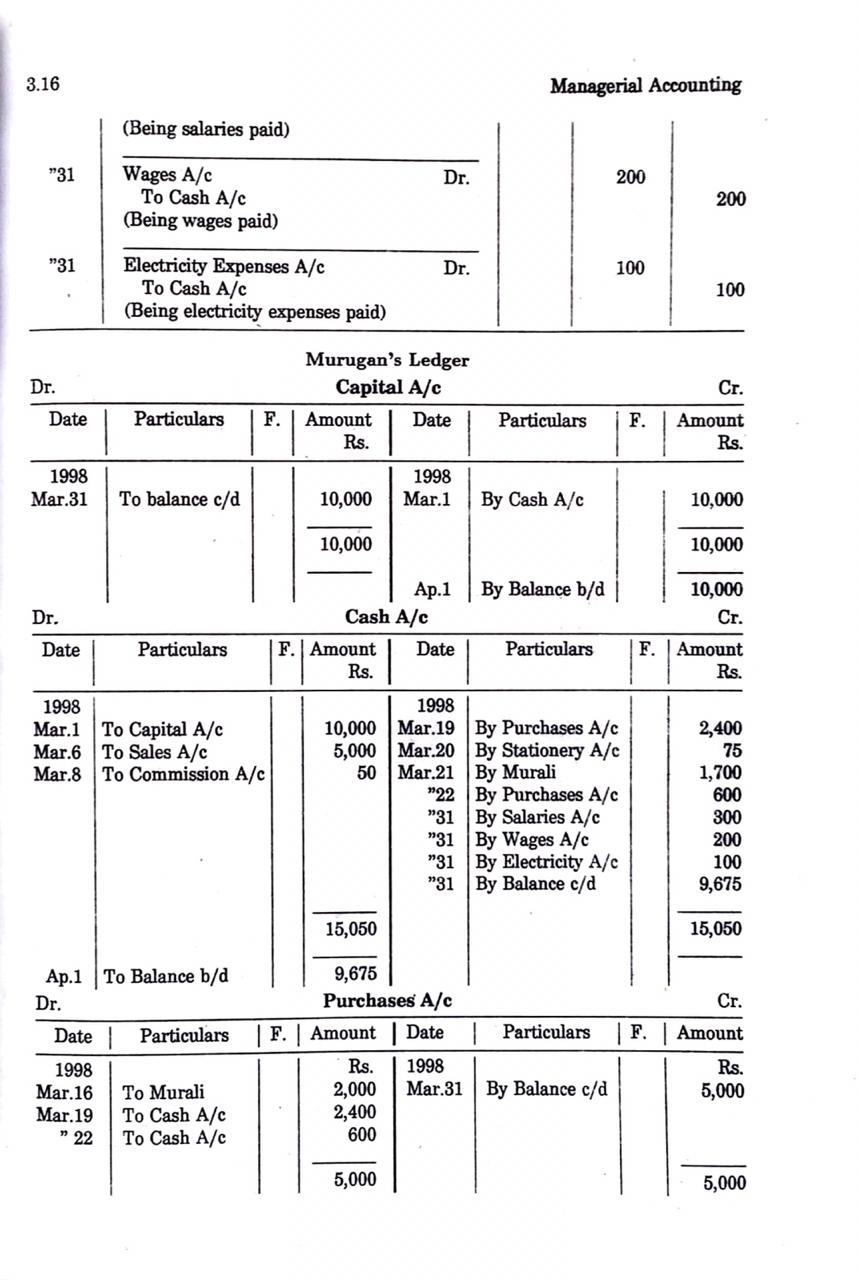 3.16 Managerial Accounting
(Being salaries paid)
”31 Wages A/c Dr. 200
To Cash A/c 200
(Being wages paid)
”31 Electricity Expenses A/c Dr. 100
To Cash A/c 100
(Being electricity expenses paid)
Murugan’s Ledger
Dr. Capital A/c Cr.
Date Particulars F. Amount Date Particulars F. Amount
Rs. Rs.
1998 1998
Mar.31 To balance c/d 10,000 Mar.1 By Cash A/c 10,000
10,000 10,000
Ap.1 By Balance b/d 10,000
Dr. Cash A/c Cr.
Date Particulars F. Amount Date Particulars F. Amount
Rs. Rs.
1998 1998
Mar.1 To Capital A/c 10,000 Mar.19 By Purchases A/c 2,400
Mar.6 To Sales A/c 5,000 Mar.20 By Stationery A/c 75
Mar.8 To Commission A/c 50 Mar.21 By Murali 1,700
”22 By Purchases A/c 600
”31 By Salaries A/c 300
”31 By Wages A/c 200
”31 By Electricity A/c 100
”31 By Balance c/d 9,675
15,050 15,050
Ap.1 To Balance b/d 9,675
Dr. Purchases A/c Cr.
Date Particulars F. Amount Date Particulars F. Amount
1998 Rs. 1998 Rs.
Mar.16 To Murali 2,000 Mar.31 By Balance c/d 5,000
Mar.19 To Cash A/c 2,400
” 22 To Cash A/c 600
5,000 5,000